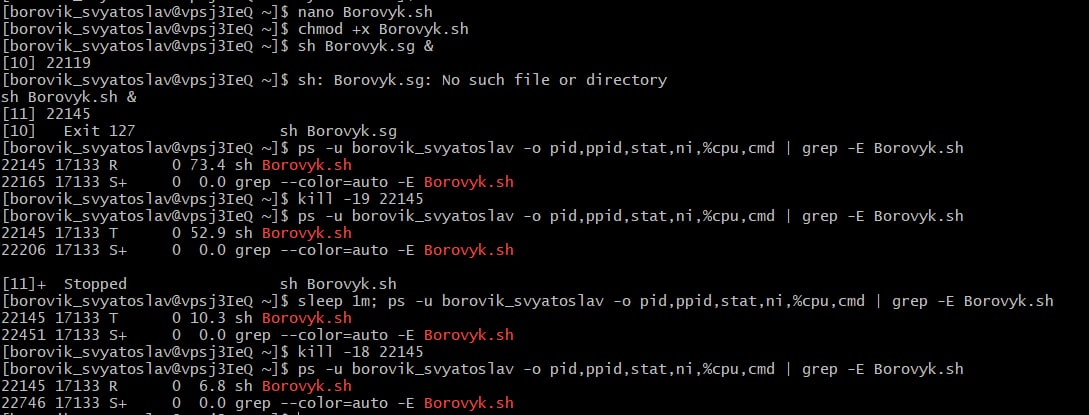 [borovik_svyatoslav@vpsj3IeQ ~]$ nano Borovyk.sh
[borovik_svyatoslav@vpsj3IeQ ~]$ chmod +x Borovyk.sh
[borovik_svyatoslav@vpsj3IeQ ~]$ sh Borovyk.sg &
[10] 22119
[borovik_svyatoslav@vpsj3IeQ ~]$ sh: Borovyk.sg: No such file or directory
sh Borovyk.sh &
[11] 22145
[10]   Exit 127                sh Borovyk.sg
[borovik_svyatoslav@vpsj3IeQ ~]$ ps -u borovik_svyatoslav -o pid,ppid,stat,ni,%cpu,cmd | grep -E Borovyk.sh
22145 17133 R      0 73.4 sh Borovyk.sh
22165 17133 S+     0  0.0 grep --color=auto -E Borovyk.sh
[borovik_svyatoslav@vpsj3IeQ ~]$ kill -19 22145
[borovik_svyatoslav@vpsj3IeQ ~]$ ps -u borovik_svyatoslav -o pid,ppid,stat,ni,%cpu,cmd | grep -E Borovyk.sh
22145 17133 T      0 52.9 sh Borovyk.sh
22206 17133 S+     0  0.0 grep --color=auto -E Borovyk.sh

[11]+  Stopped                 sh Borovyk.sh
[borovik_svyatoslav@vpsj3IeQ ~]$ sleep 1m; ps -u borovik_svyatoslav -o pid,ppid,stat,ni,%cpu,cmd | grep -E Borovyk.sh
22145 17133 T      0 10.3 sh Borovyk.sh
22451 17133 S+     0  0.0 grep --color=auto -E Borovyk.sh
[borovik_svyatoslav@vpsj3IeQ ~]$ kill -18 22145
[borovik_svyatoslav@vpsj3IeQ ~]$ ps -u borovik_svyatoslav -o pid,ppid,stat,ni,%cpu,cmd | grep -E Borovyk.sh
22145 17133 R      0  6.8 sh Borovyk.sh
22746 17133 S+     0  0.0 grep --color=auto -E Borovyk.sh